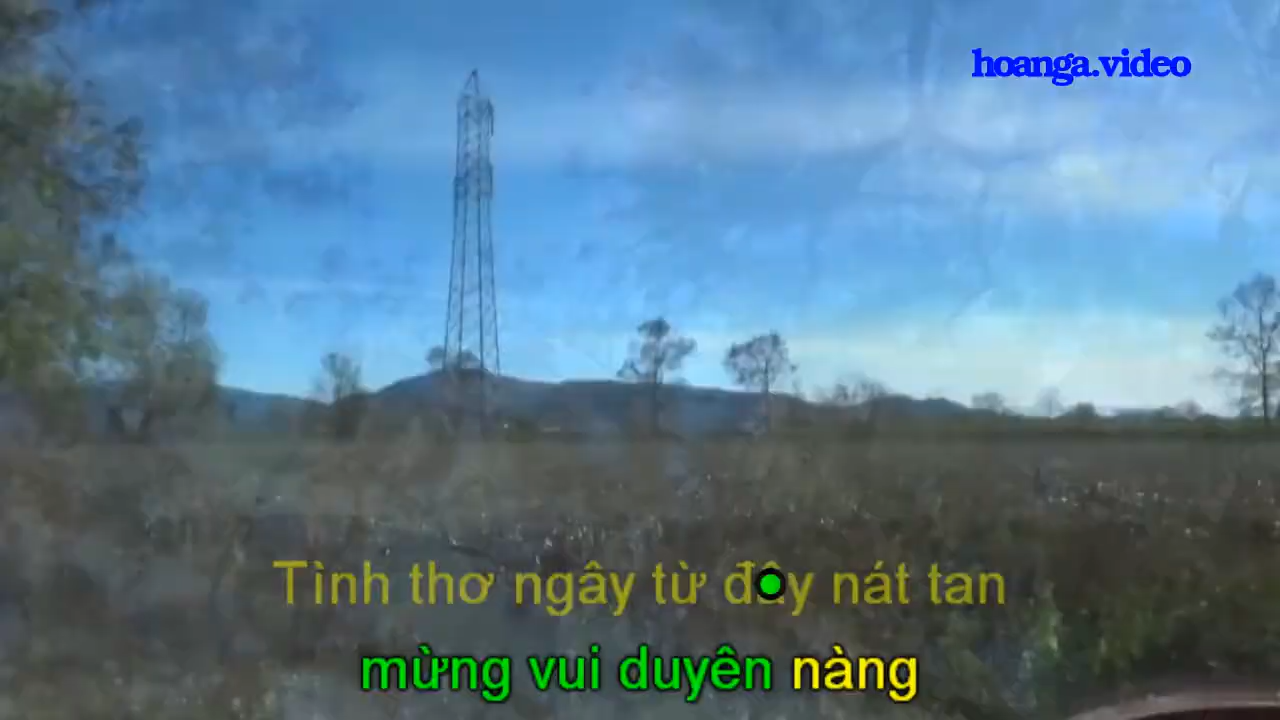 hoanga.video
Tình thơ ngây từ đây nát tan
mừng vui duyên nàng